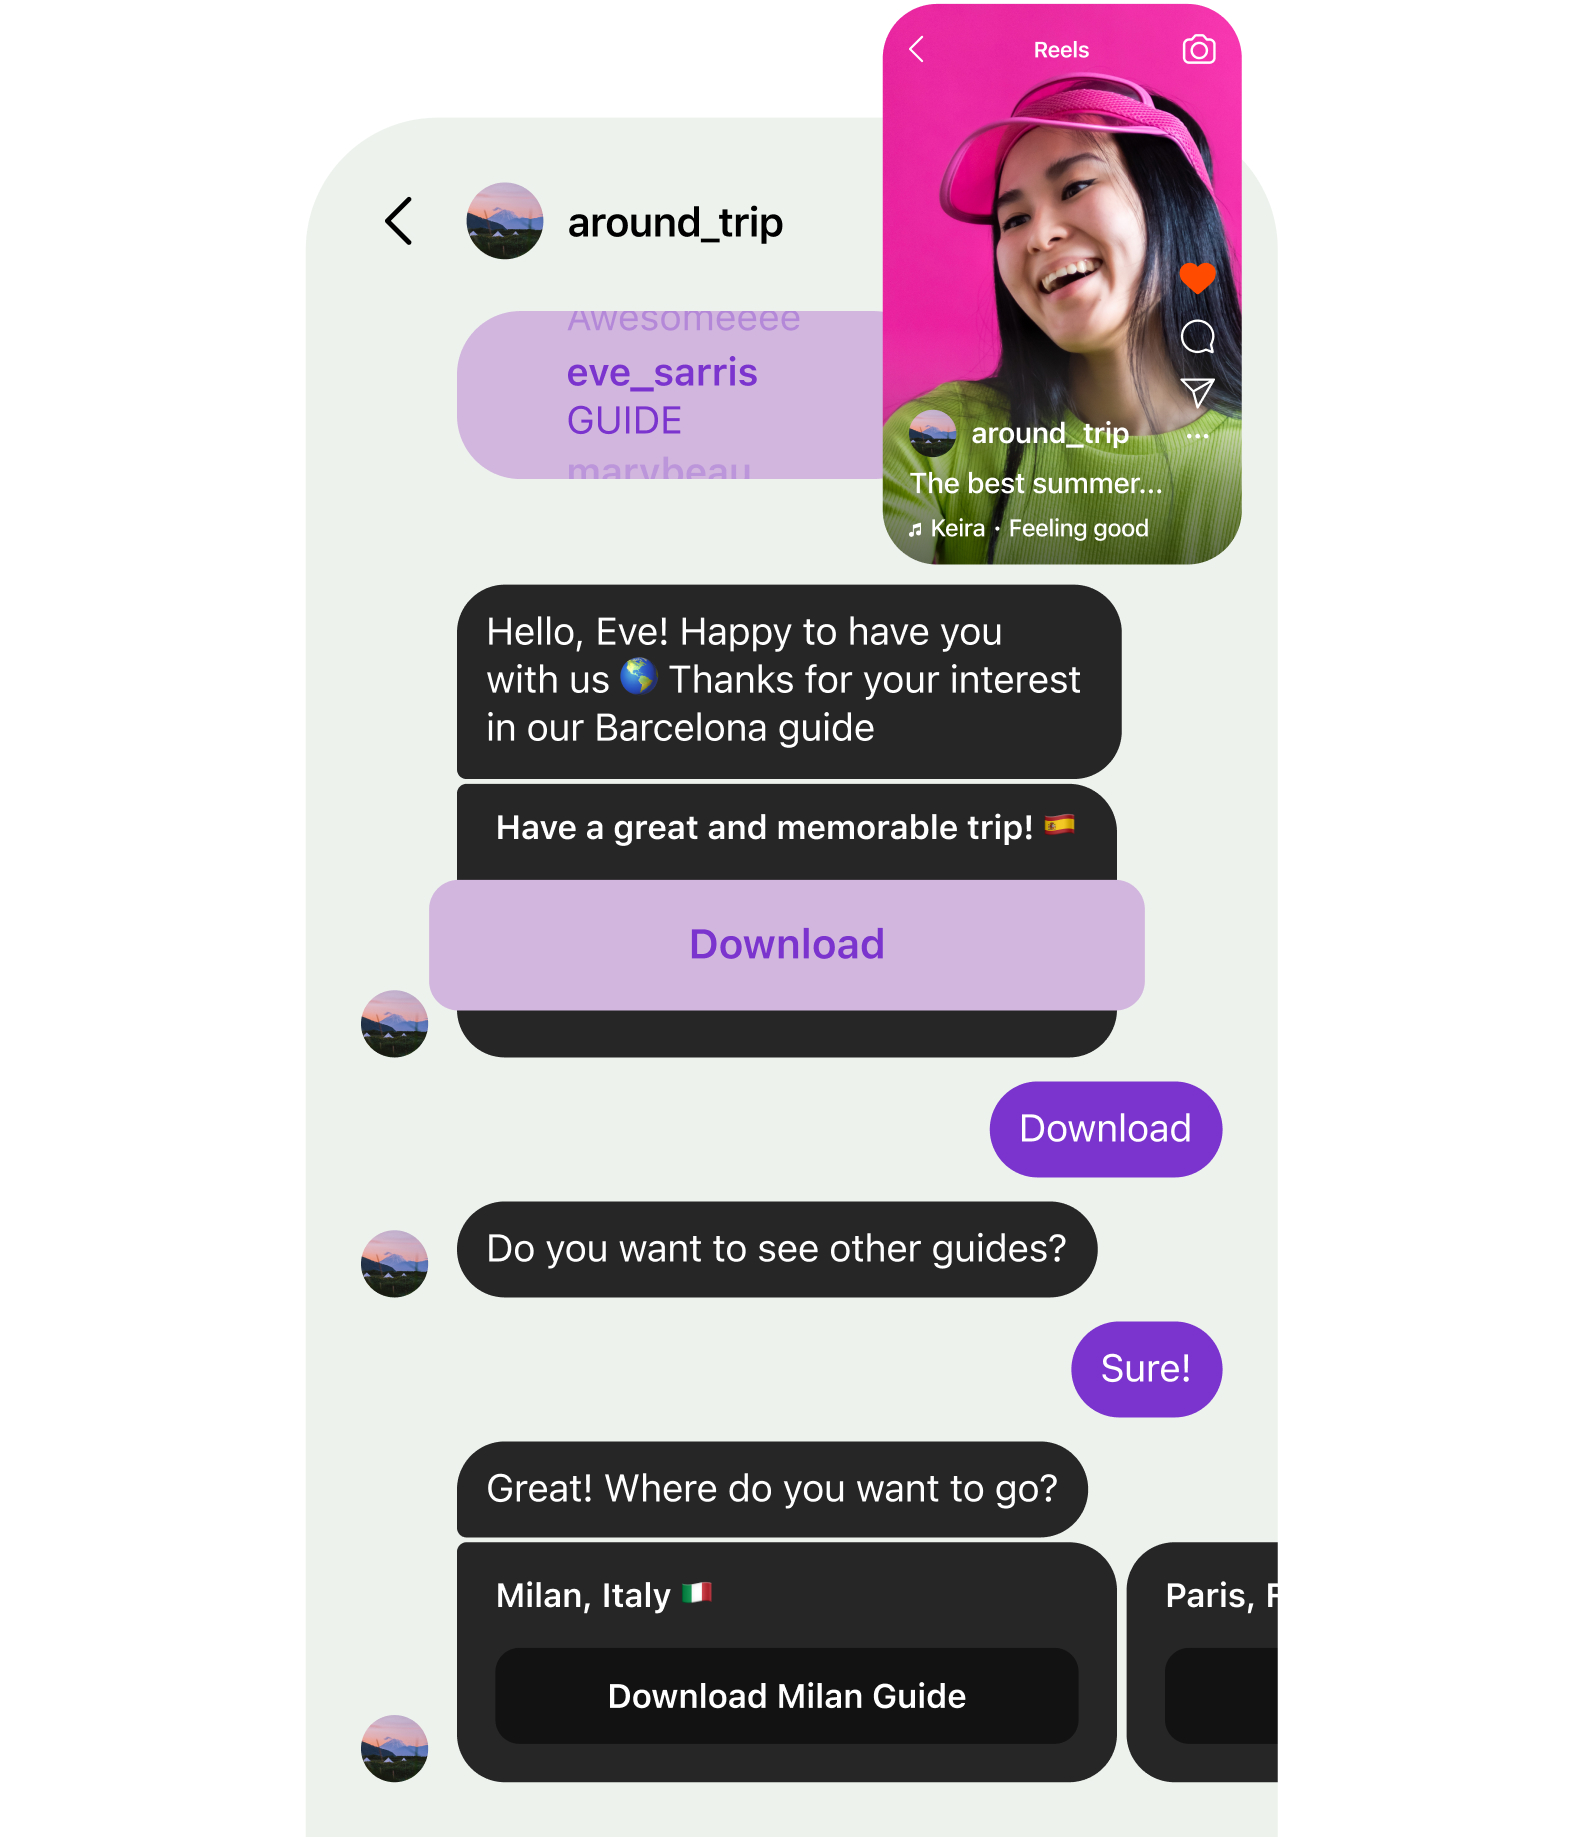 Reels
around_trip
Awesomeeee
eve_sarris
GUIDE
marybeau
around_trip
The best summer...
Keira · Feeling good
Hello, Eve! Happy to have you
with us 🌎 Thanks for your interest
in our Barcelona guide
Have a great and memorable trip! 🇪🇸
Download
Download
Do you want to see other guides?
Sure!
Great! Where do you want to go?
Milan, Italy 🇮🇹
Paris,
Download Milan Guide